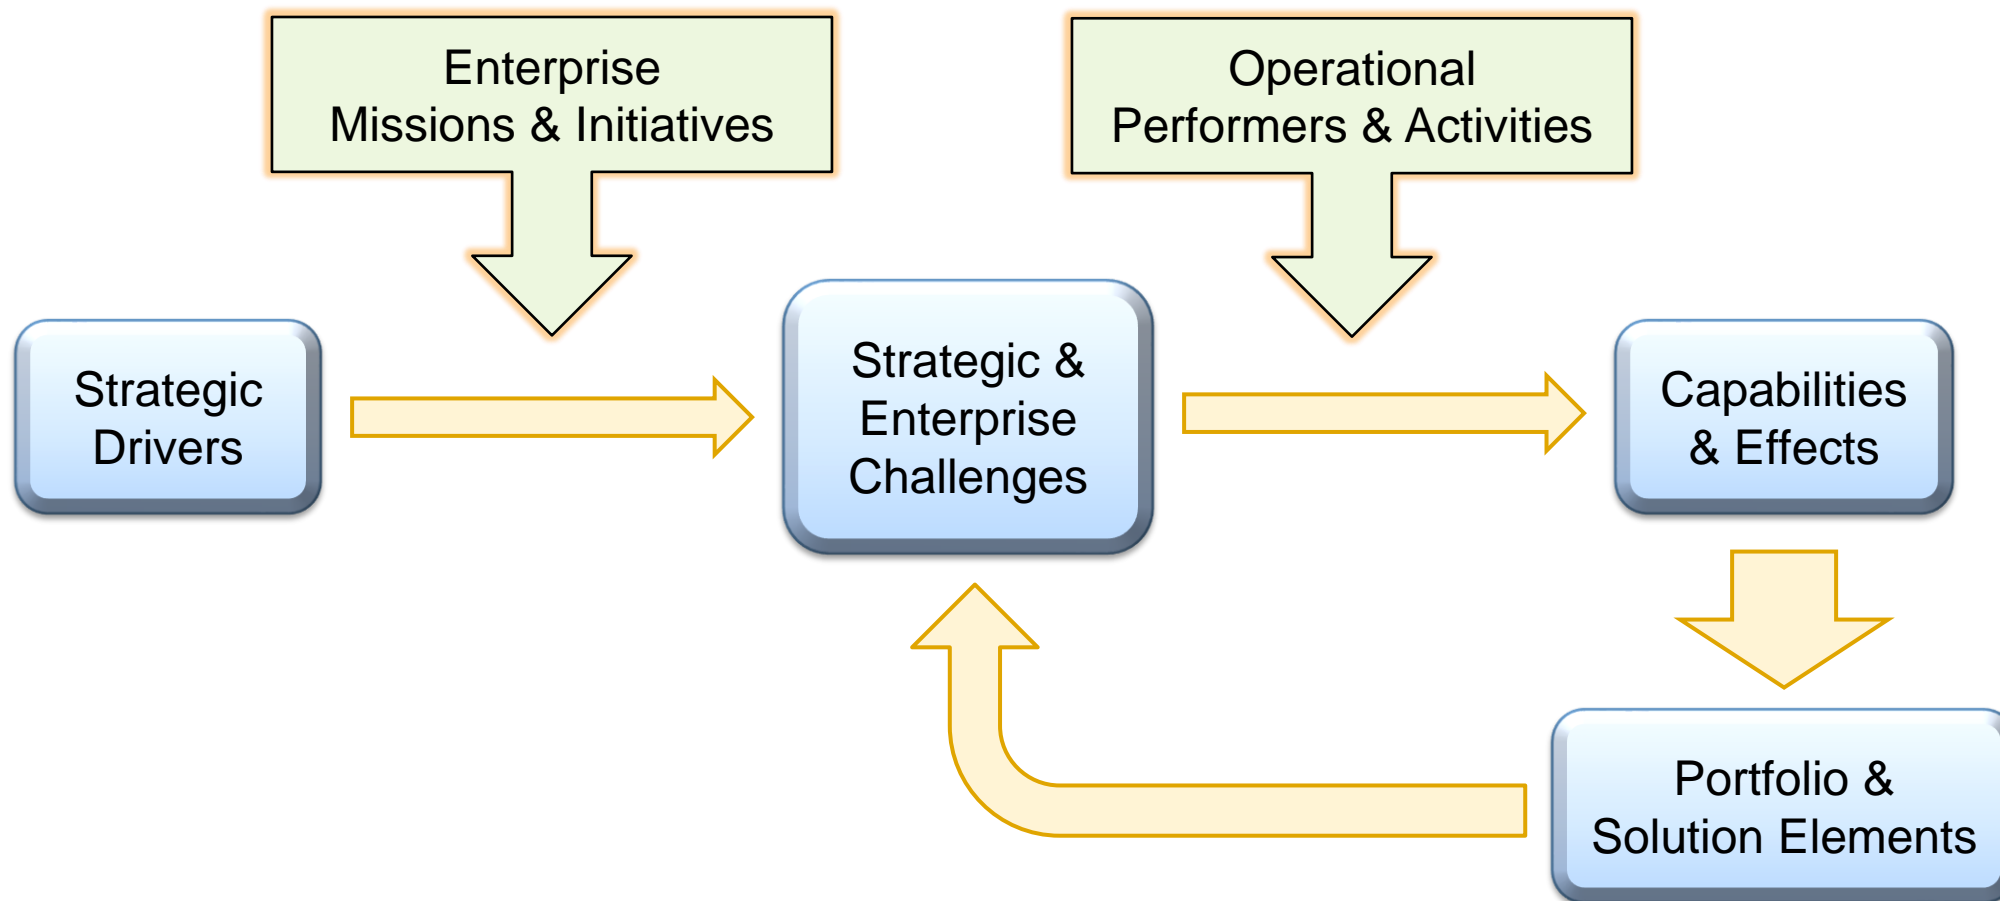 Enterprise
Missions & Initiatives
Operational
Performers & Activities
Strategic
Drivers
Strategic &
Enterprise
Challenges
Capabilities
& Effects
Portfolio &
Solution Elements